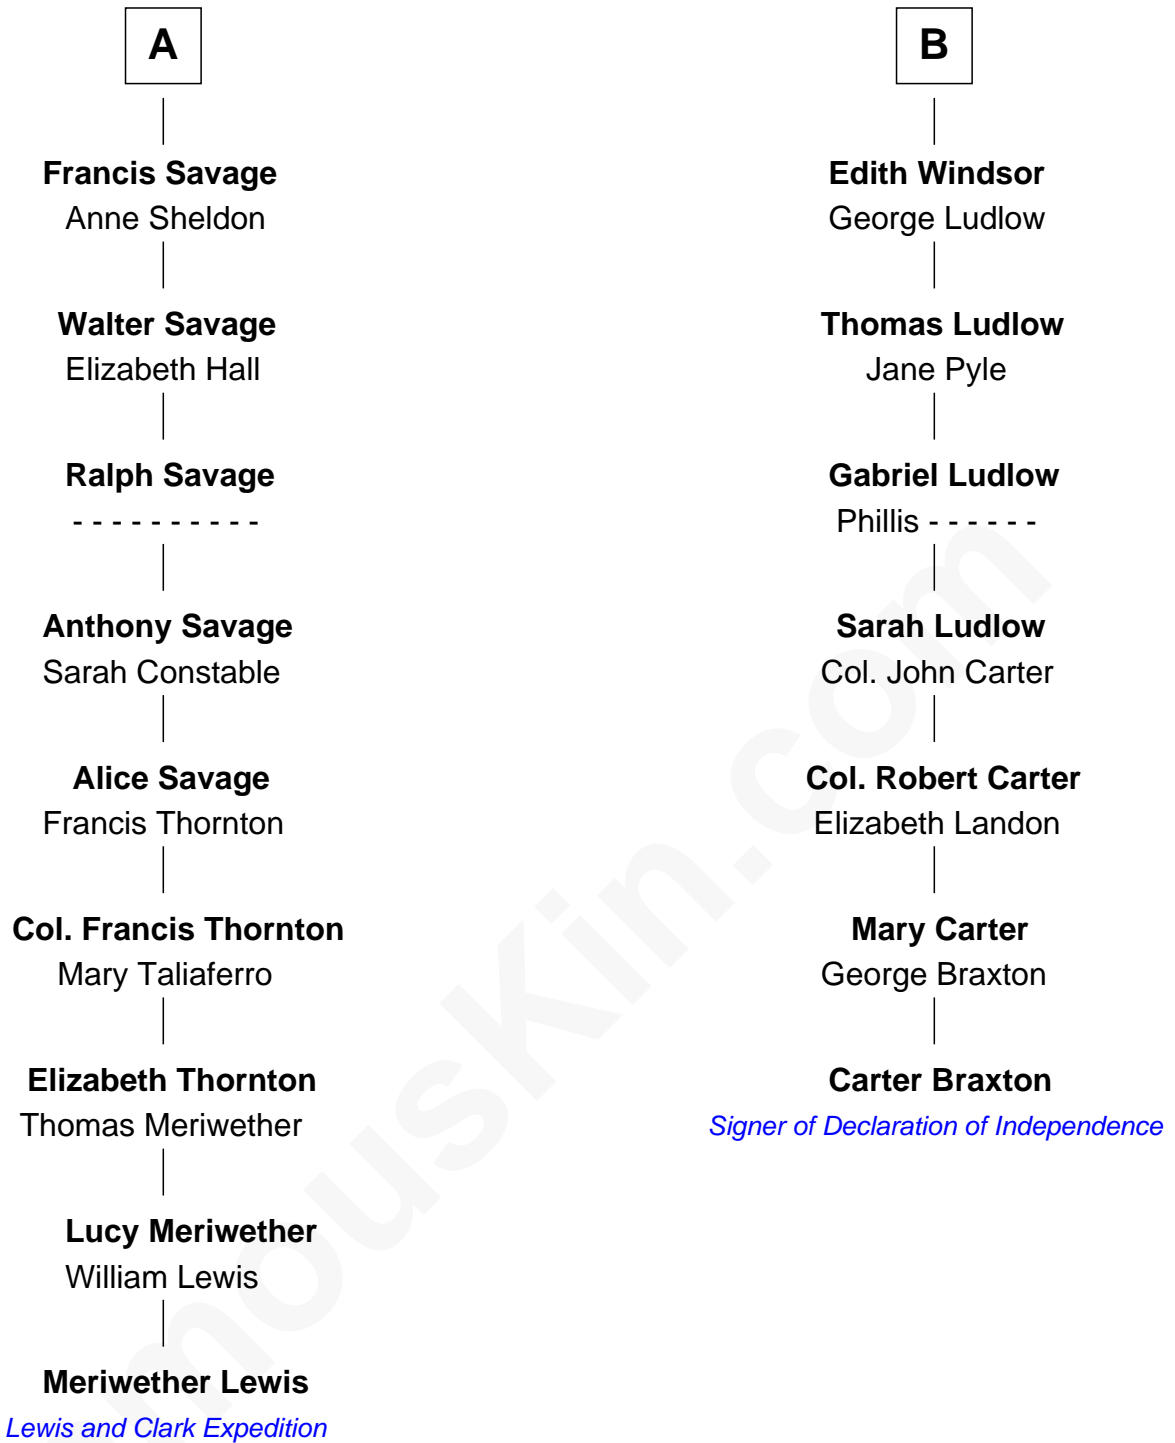 A
Francis Savage
Anne Sheldon
Walter Savage
Elizabeth Hall
Ralph Savage
- - - - - - - - - -
Anthony Savage
Sarah Constable
Alice Savage
Francis Thornton
Col. Francis Thornton
Mary Taliaferro
Elizabeth Thornton
Thomas Meriwether
Lucy Meriwether
William Lewis
Meriwether Lewis
Lewis and Clark Expedition
B
Edith Windsor
George Ludlow
Thomas Ludlow
Jane Pyle
Gabriel Ludlow
Phillis - - - - - -
Sarah Ludlow
Col. John Carter
Col. Robert Carter
Elizabeth Landon
Mary Carter
George Braxton
Carter Braxton
Signer of Declaration of Independence
mousKin.com